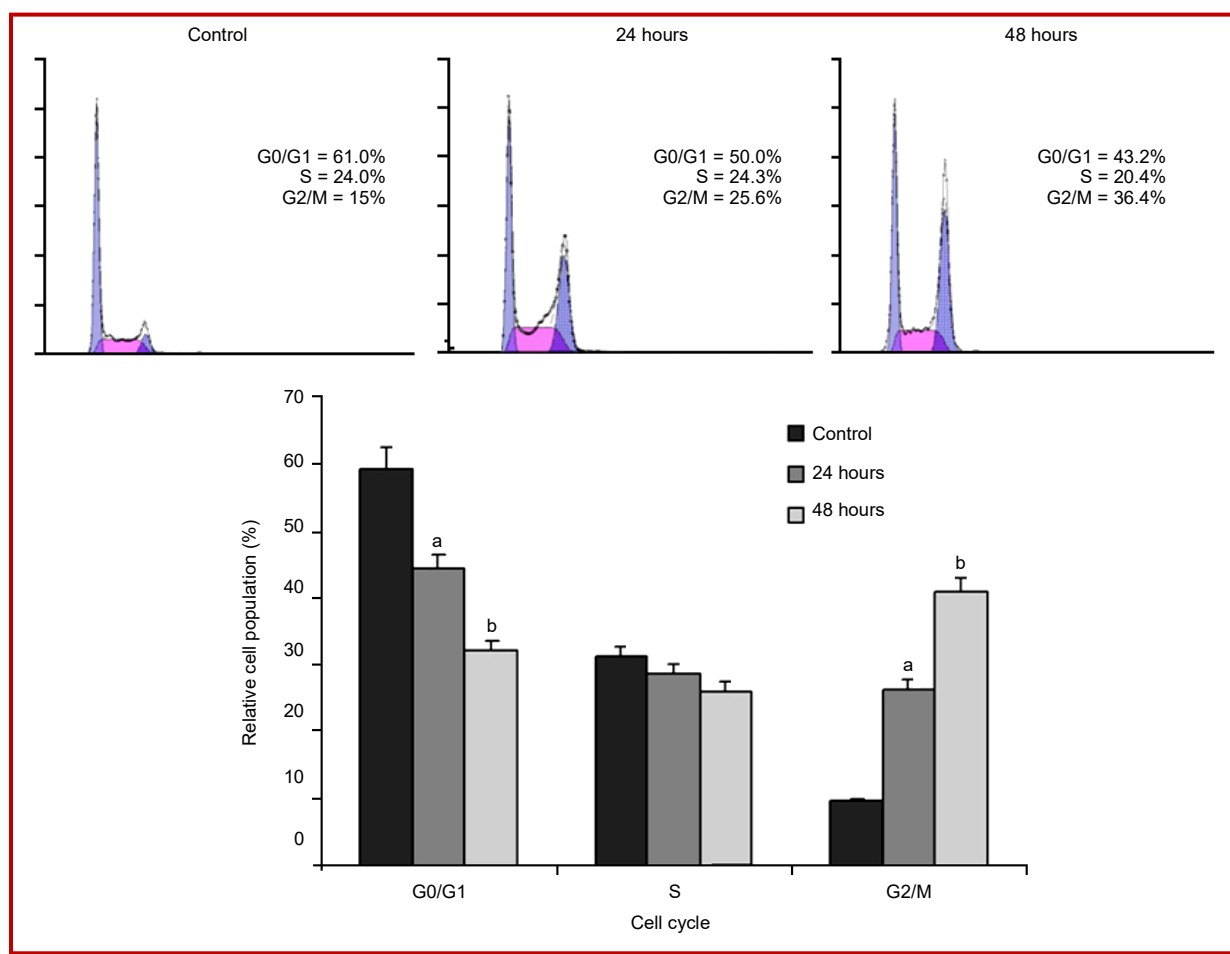 Control
24 hours
48 hours
G0/G1 = 61.0%
S = 24.0%
G2/M = 15%
G0/G1 = 50.0%
S = 24.3%
G2/M = 25.6%
G0/G1 = 43.2%
S = 20.4%
G2/M = 36.4%
70
60
50
40
30
20
10
0
Relative cell population (%)
Control
24 hours
48 hours
a
b
a
b
G0/G1
S
G2/M
Cell cycle